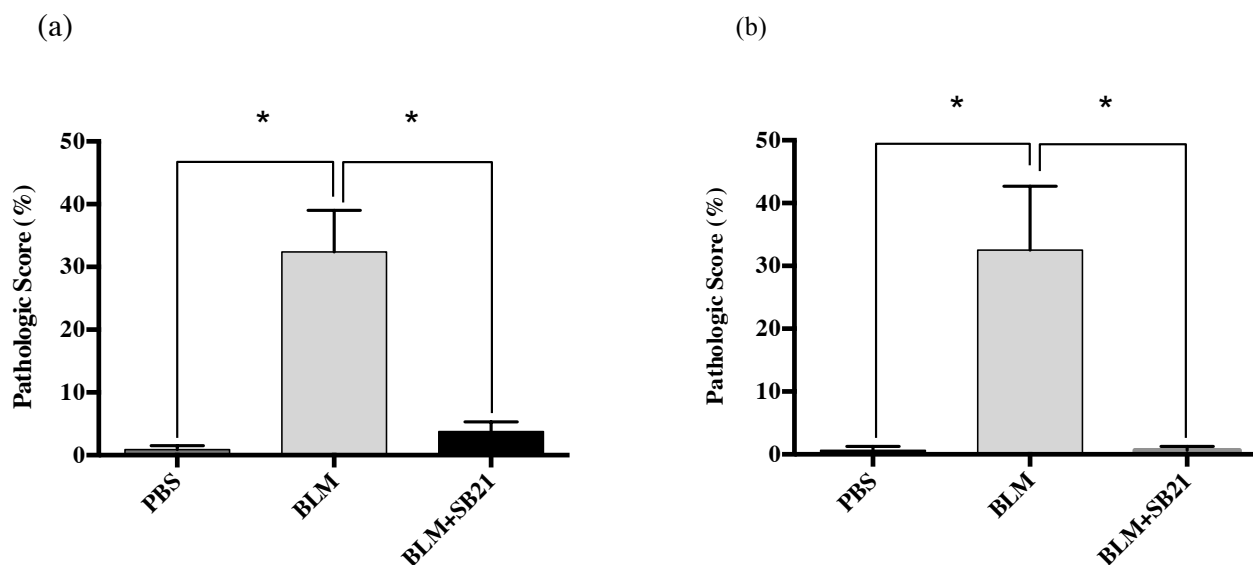 (a)
* *
50
40
30
20
10
0
Pathologic Score (%)
PBS
BLM
BLM+SB21
(b)
* *
50
40
30
20
10
0
Pathologic Score (%)
PBS
BLM
BLM+SB21